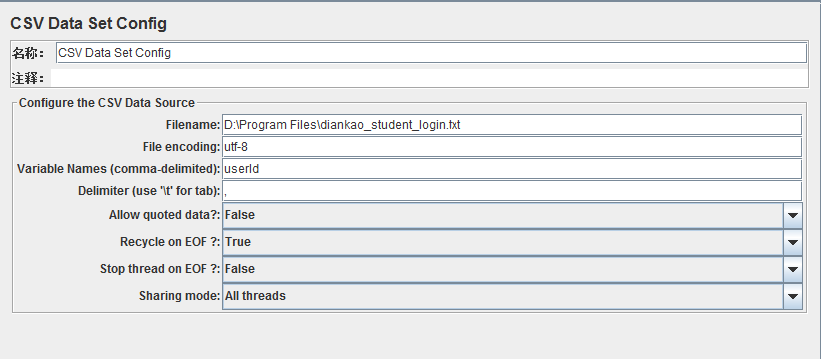 CSV Data Set Config
名称： CSV Data Set Config
注释：
Configure the CSV Data Source
Filename: D:\Program Files\diankao_student_login.txt
File encoding: utf-8
Variable Names (comma-delimited): userId
Delimiter (use '\t' for tab): ,
Allow quoted data?: False
Recycle on EOF ?: True
Stop thread on EOF ?: False
Sharing mode: All threads